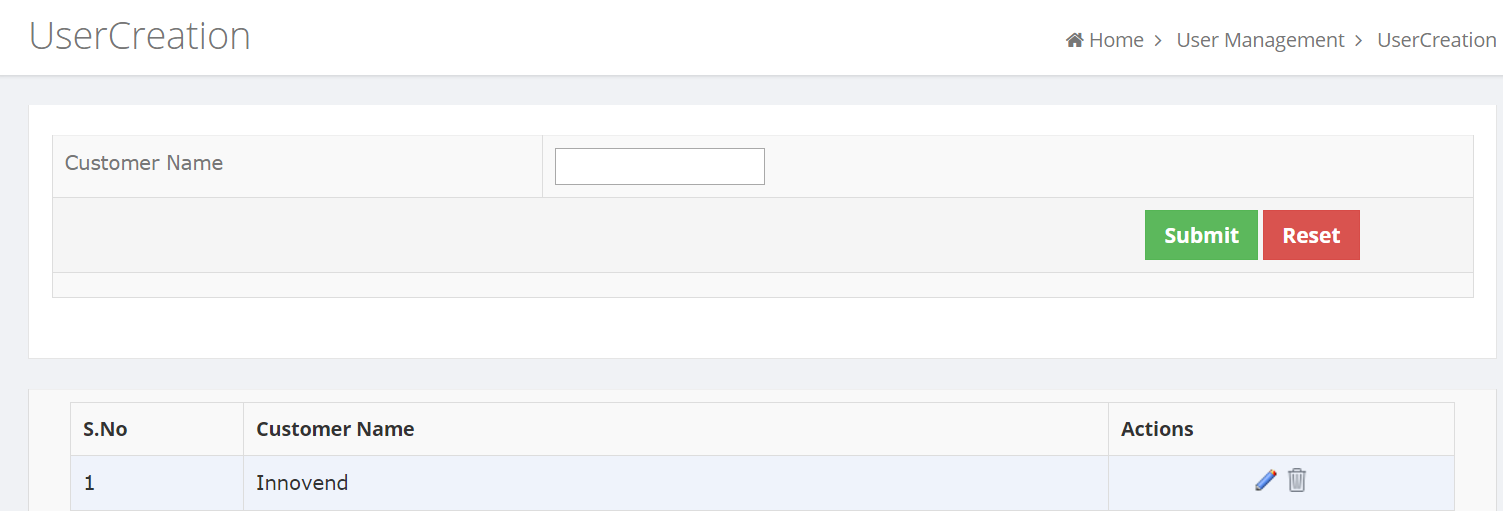 UserCreation
Home > User Management > UserCreation
Customer Name
Submit Reset
S.No Customer Name Actions
1 Innovend